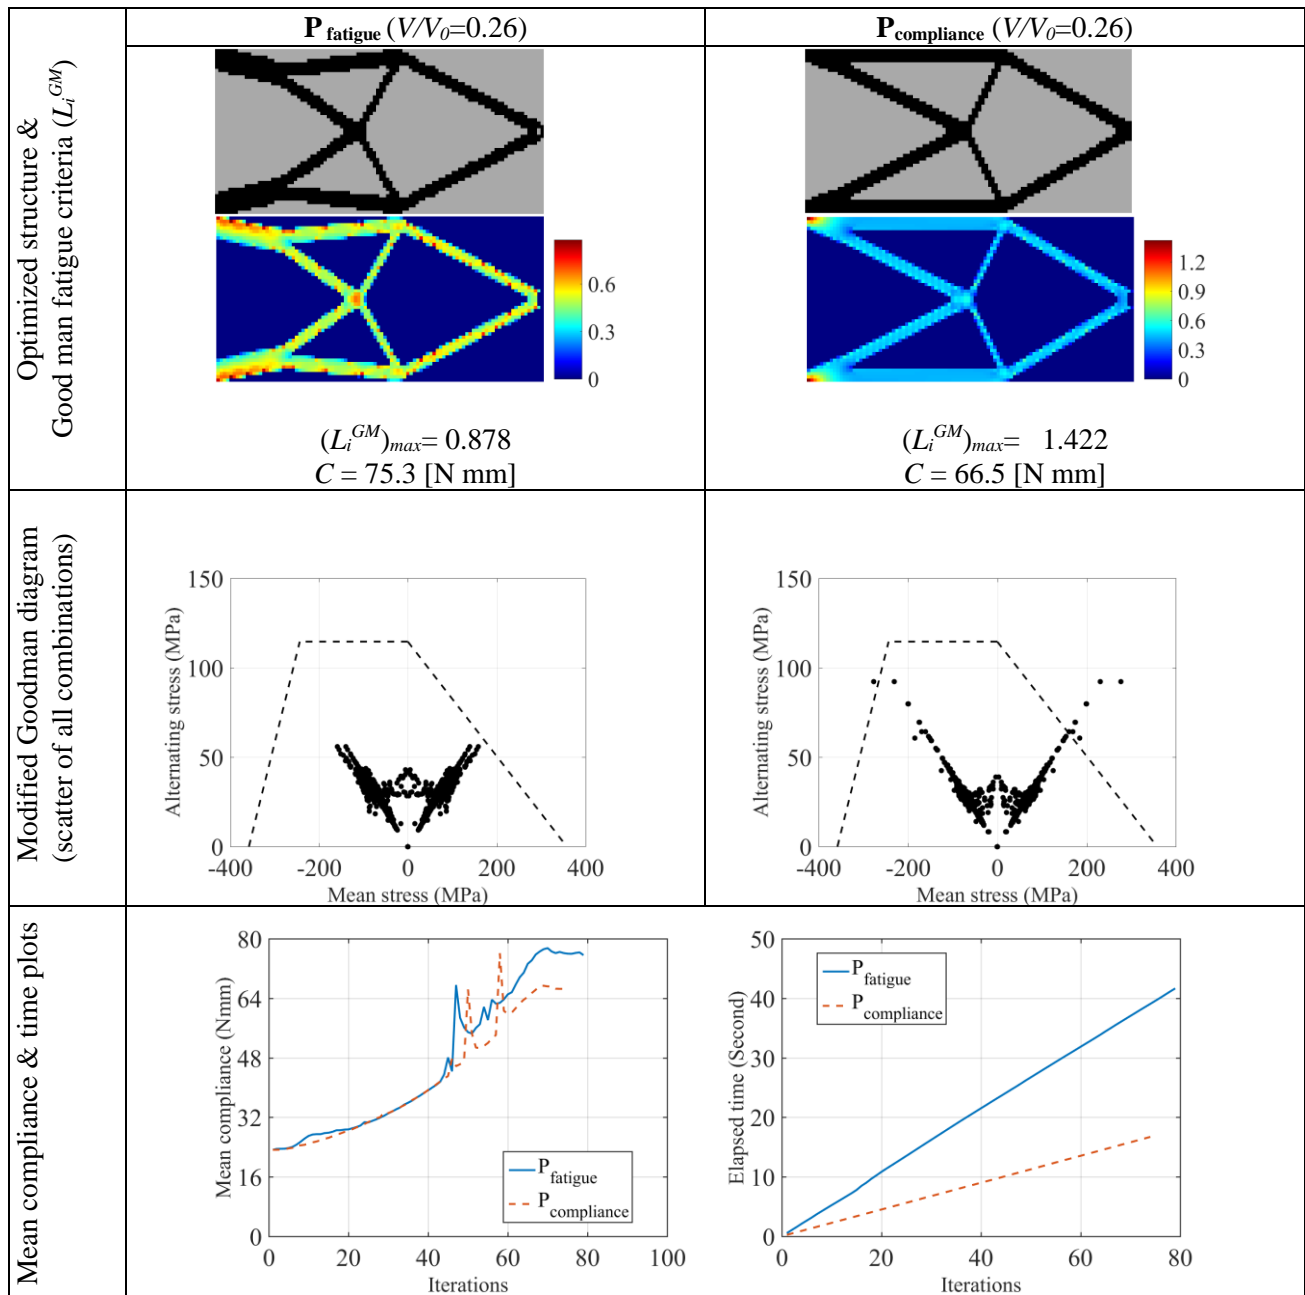 P fatigue (V/V0=0.26)
Pcompliance (V/V0=0.26)
Optimized structure &
Good man fatigue criteria (LiGM)
0.6
0.3
0
1.2
0.9
0.6
0.3
0
(LiGM)max= 0.878
C = 75.3 [N mm]
(LiGM)max= 1.422
C = 66.5 [N mm]
Modified Goodman diagram
(scatter of all combinations)
150
100
50
0
-400 -200 0 200 400
Alternating stress (MPa)
Mean stress (MPa)
150
100
50
0
-400 -200 0 200 400
Alternating stress (MPa)
Mean stress (MPa)
Mean compliance & time plots
80
64
48
32
16
0
0 20 40 60 80 100
Mean compliance (Nmm)
Iterations
Pfatigue
Pcompliance
50
40
30
20
10
0
0 20 40 60 80
Elapsed time (Second)
Iterations
Pfatigue
Pcompliance